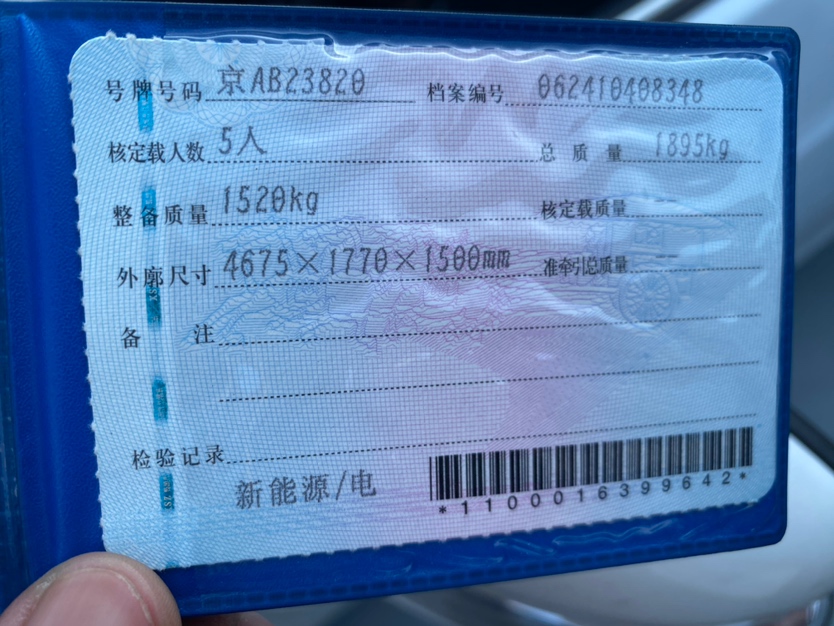 号牌号码 京AB23820 档案编号 062410408348
核定载人数 5人 总质量 1895kg
整备质量 1520kg 核定载质量 --
外廓尺寸 4675×1770×1500mm 准牵引总质量 --
备注
检验记录
新能源/电
*1100016399642*